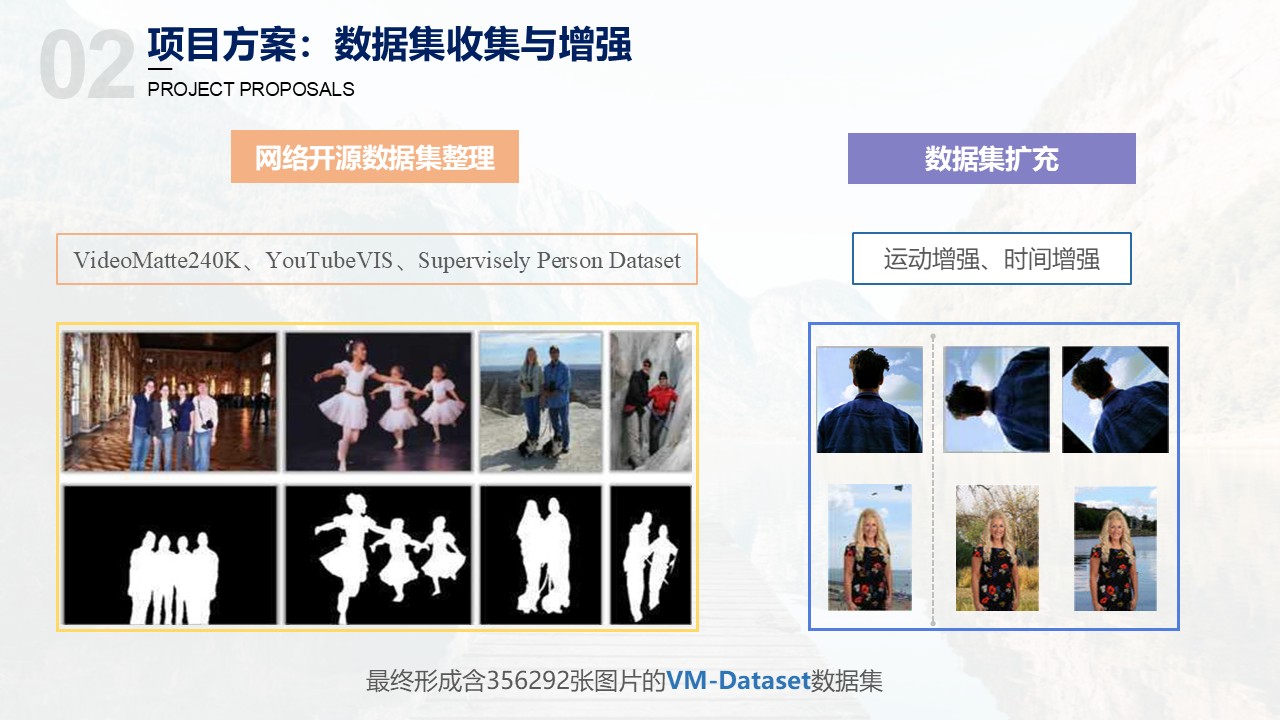 02
项目方案：数据集收集与增强
PROJECT PROPOSALS
网络开源数据集整理
数据集扩充
VideoMatte240K、YouTubeVIS、Supervisely Person Dataset
运动增强、时间增强
最终形成含356292张图片的VM-Dataset数据集